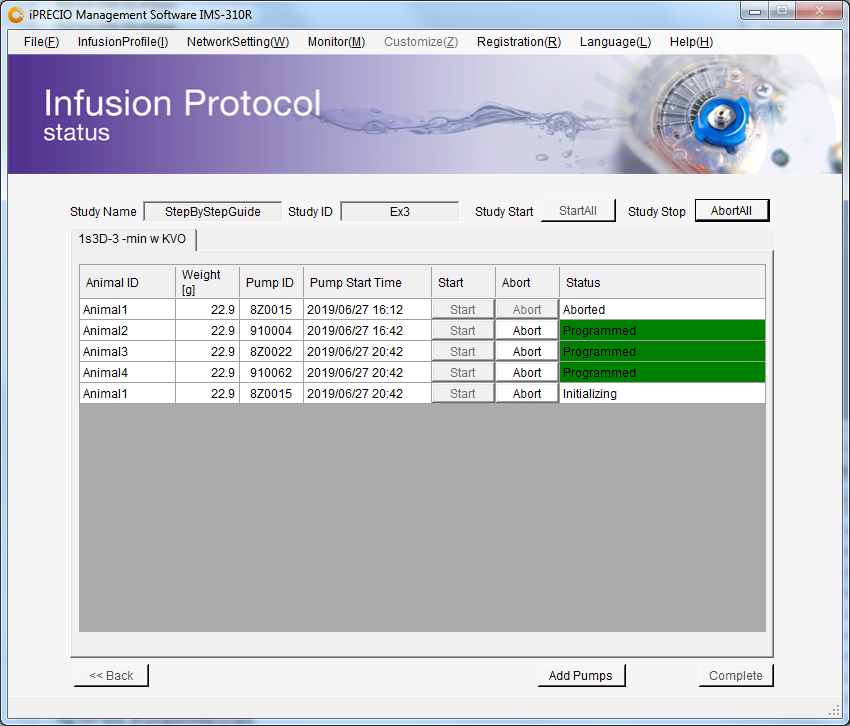 iPRECIO Management Software IMS-310R
File(F) InfusionProfile(I) NetworkSetting(W) Monitor(M) Customize(Z) Registration(R) Language(L) Help(H)
Infusion Protocol
status
Study Name StepByStepGuide Study ID Ex3 Study Start StartAll Study Stop AbortAll
1s3D-3 -min w KVO
Animal ID Weight [g] Pump ID Pump Start Time Start Abort Status
Animal1 22.9 8Z0015 2019/06/27 16:12 Start Abort Aborted
Animal2 22.9 910004 2019/06/27 16:42 Start Abort Programmed
Animal3 22.9 8Z0022 2019/06/27 20:42 Start Abort Programmed
Animal4 22.9 910062 2019/06/27 20:42 Start Abort Programmed
Animal1 22.9 8Z0015 2019/06/27 20:42 Start Abort Initializing
<< Back Add Pumps Complete